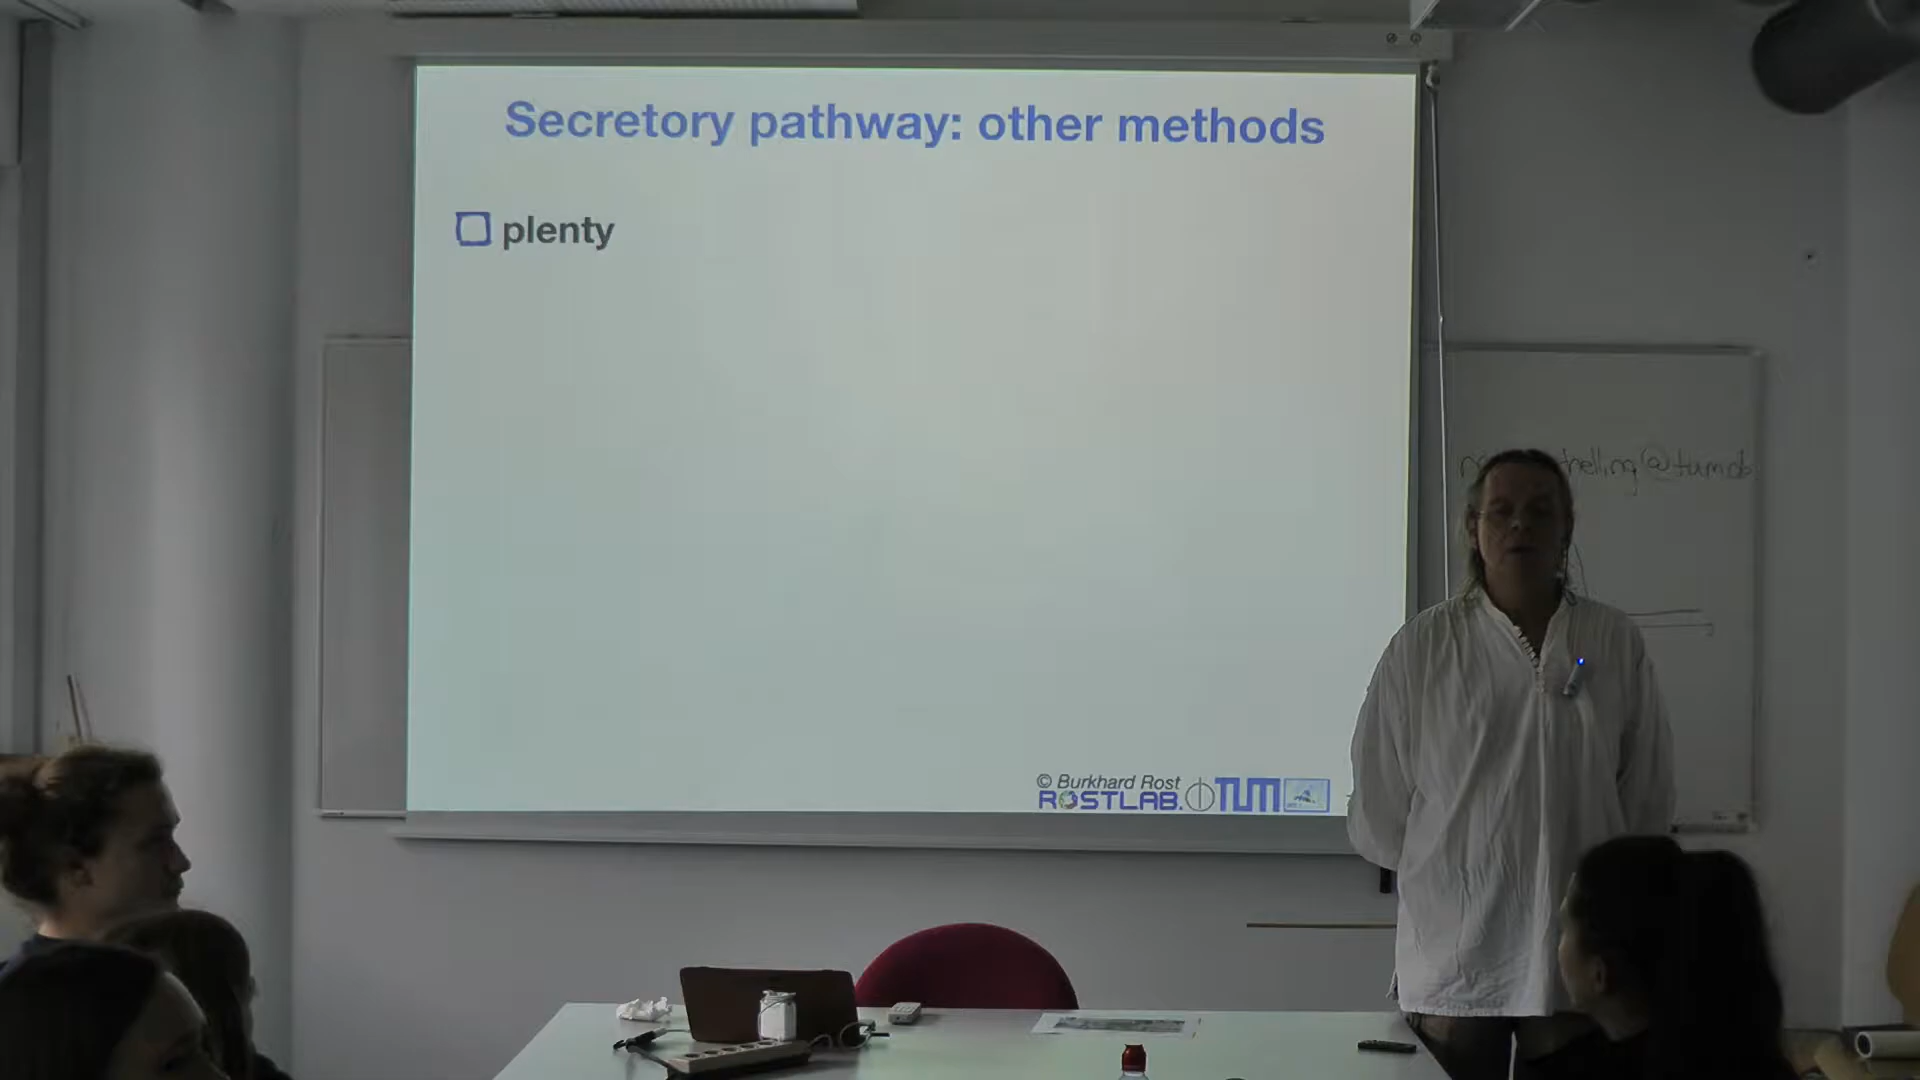 Secretory pathway: other methods
plenty
© Burkhard Rost
ROSTLAB. TUM